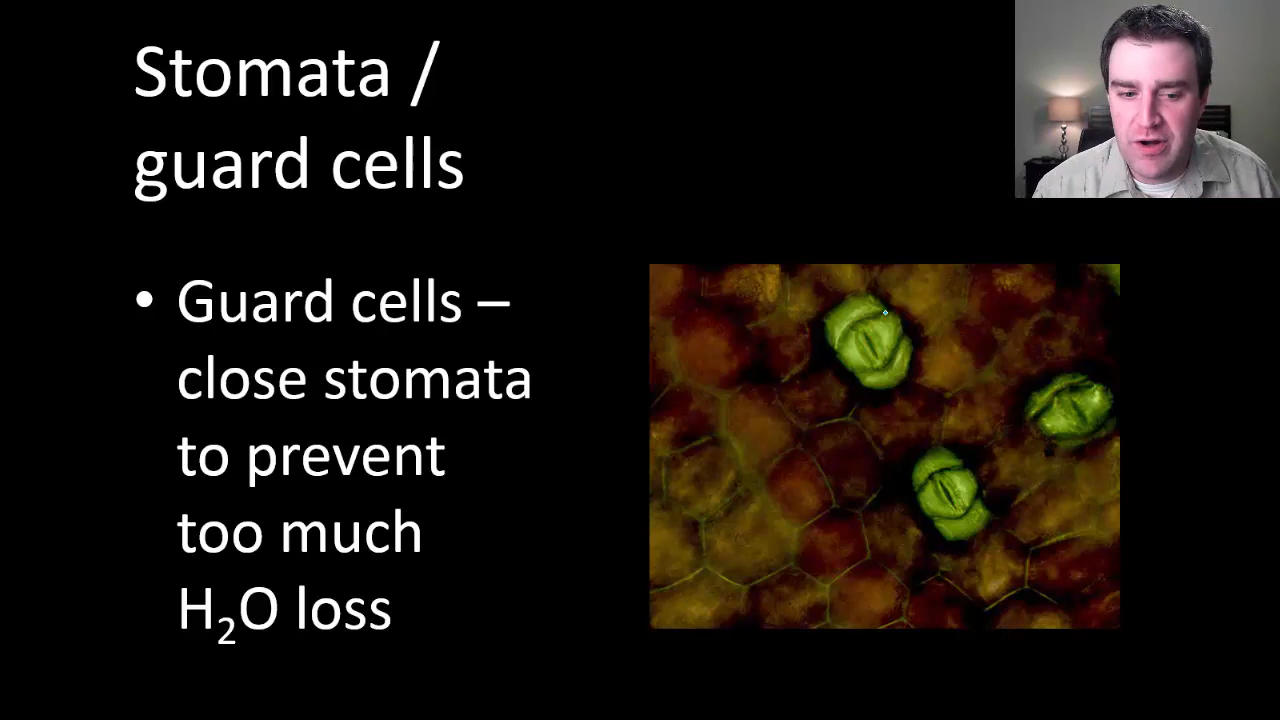 Stomata /
guard cells
• Guard cells –
close stomata
to prevent
too much
H₂O loss